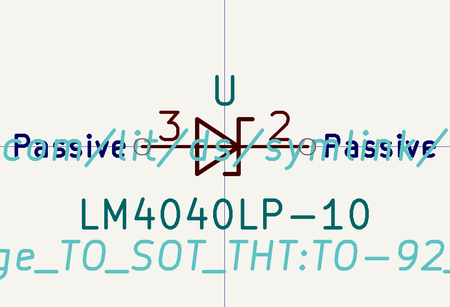 U
3 2
Passive com/lit/ds/symlink/ Passive
LM4040LP-10
ge_TO_SOT_THT:TO-92_